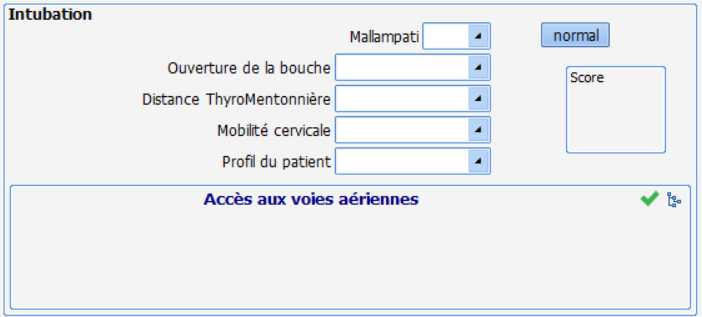 Intubation
Mallampati
normal
Ouverture de la bouche
Score
Distance ThyroMentonnière
Mobilité cervicale
Profil du patient
Accès aux voies aériennes